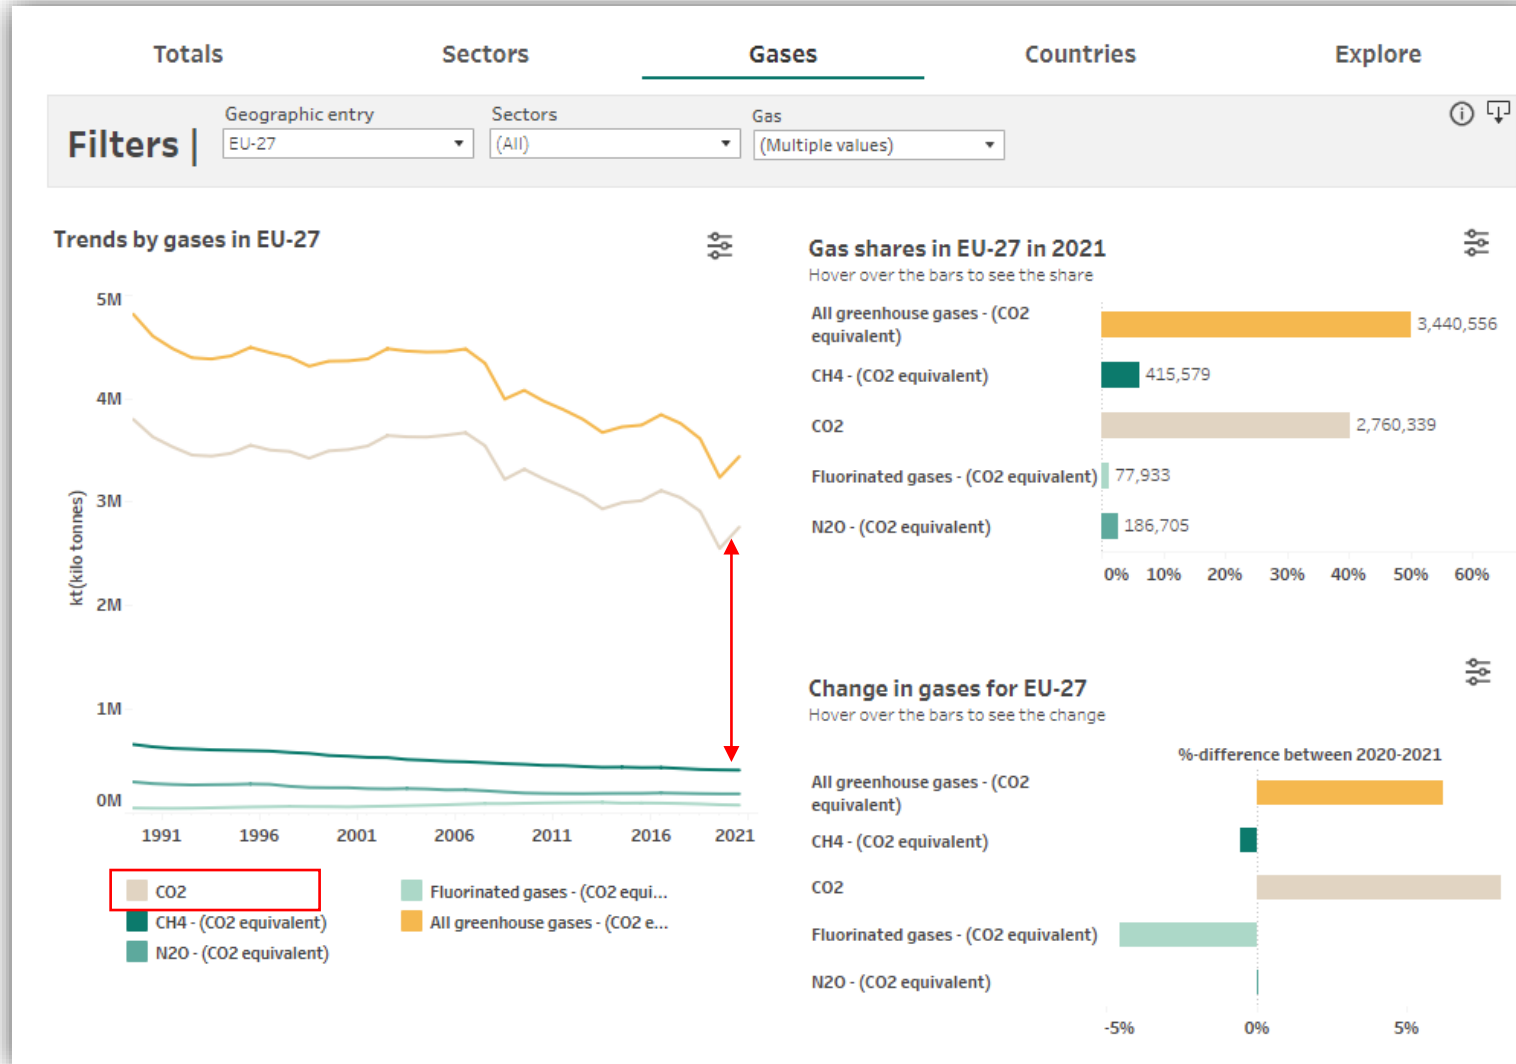 Totals
Sectors
Gases
Countries
Explore
Filters |
Geographic entry
EU-27
Sectors
(All)
Gas
(Multiple values)
Trends by gases in EU-27
5M
4M
3M
2M
1M
0M
kt(kilo tonnes)
1991
1996
2001
2006
2011
2016
2021
CO2
CH4 - (CO2 equivalent)
N2O - (CO2 equivalent)
Fluorinated gases - (CO2 equi...
All greenhouse gases - (CO2 e...
Gas shares in EU-27 in 2021
Hover over the bars to see the share
All greenhouse gases - (CO2
equivalent)
3,440,556
CH4 - (CO2 equivalent)
415,579
CO2
2,760,339
Fluorinated gases - (CO2 equivalent)
77,933
N2O - (CO2 equivalent)
186,705
0%
10%
20%
30%
40%
50%
60%
Change in gases for EU-27
Hover over the bars to see the change
%-difference between 2020-2021
All greenhouse gases - (CO2
equivalent)
CH4 - (CO2 equivalent)
CO2
Fluorinated gases - (CO2 equivalent)
N2O - (CO2 equivalent)
-5%
0%
5%